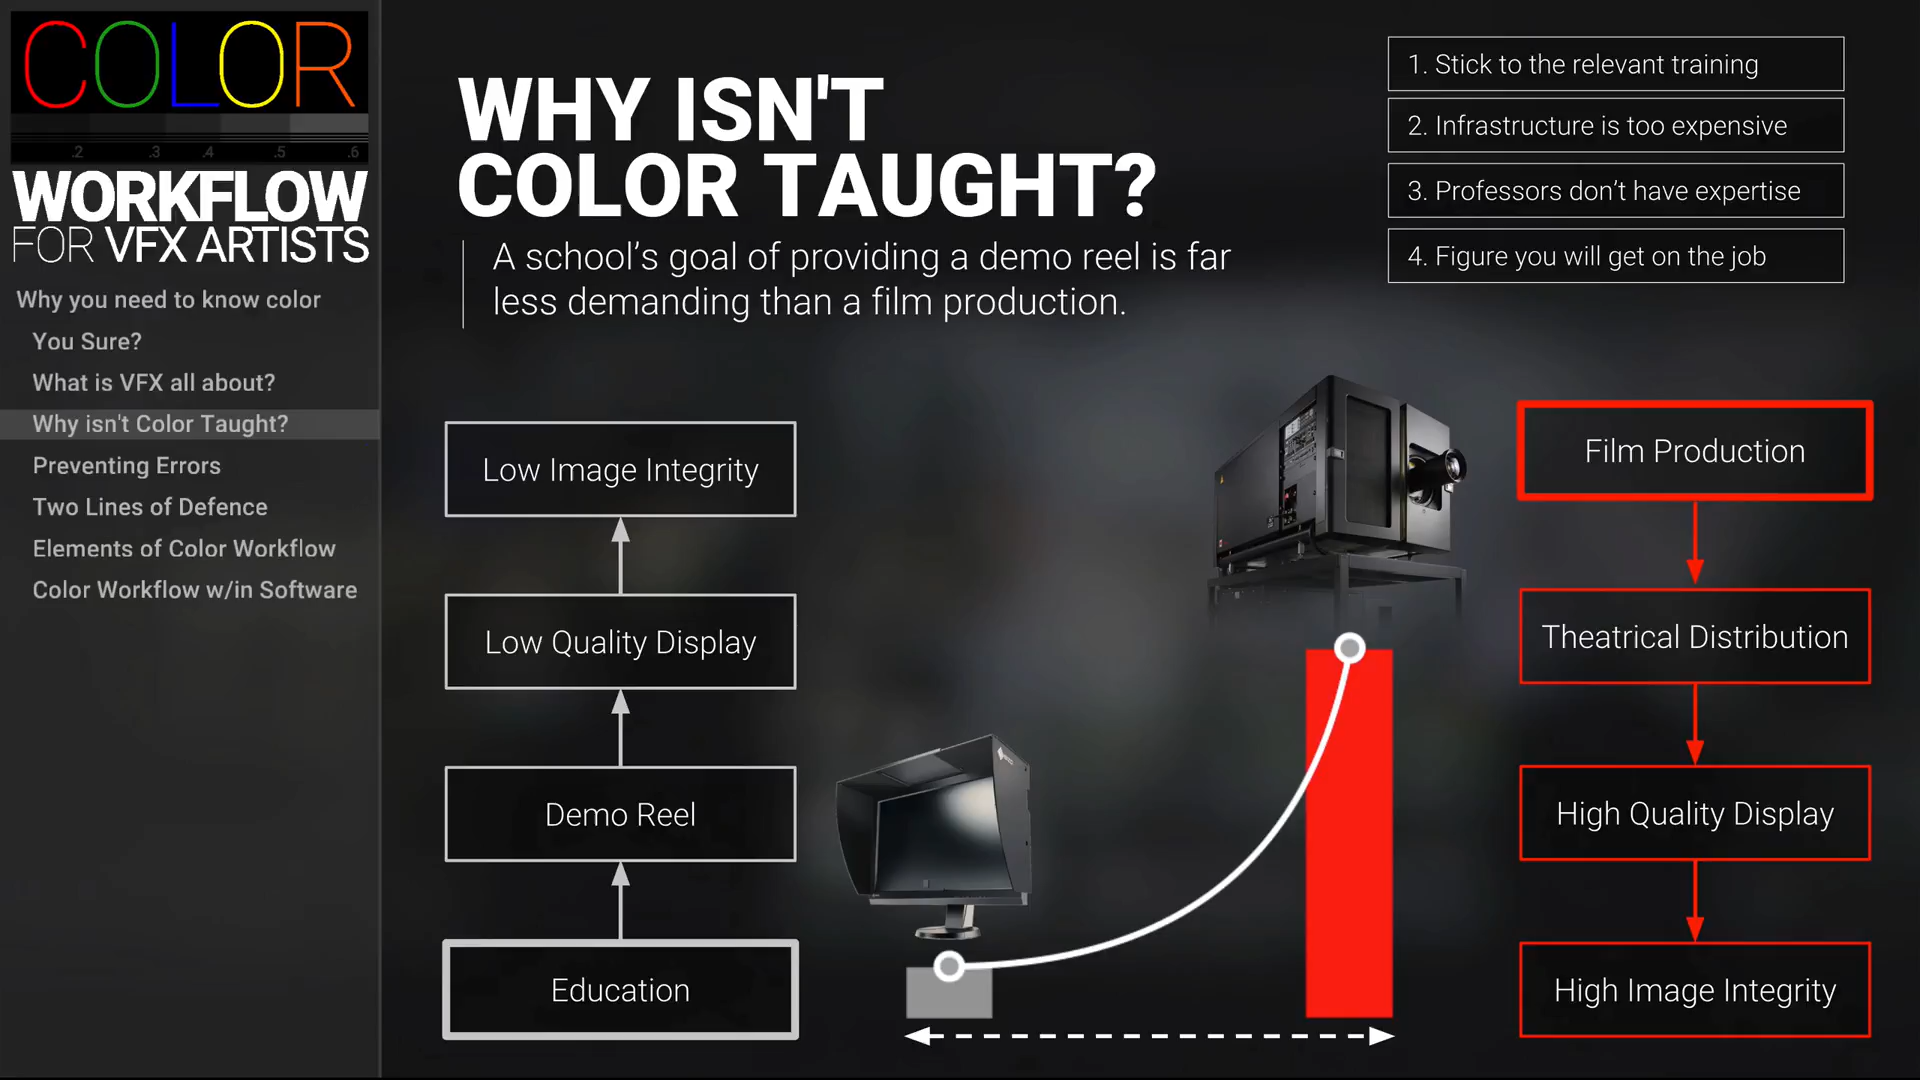 COLOR
.2 .3 .4 .5 .6
WORKFLOW
FOR VFX ARTISTS
Why you need to know color
You Sure?
What is VFX all about?
Why isn't Color Taught?
Preventing Errors
Two Lines of Defence
Elements of Color Workflow
Color Workflow w/in Software
WHY ISN'T
COLOR TAUGHT?
A school’s goal of providing a demo reel is far
less demanding than a film production.
1. Stick to the relevant training
2. Infrastructure is too expensive
3. Professors don’t have expertise
4. Figure you will get on the job
Low Image Integrity
Low Quality Display
Demo Reel
Education
Film Production
Theatrical Distribution
High Quality Display
High Image Integrity